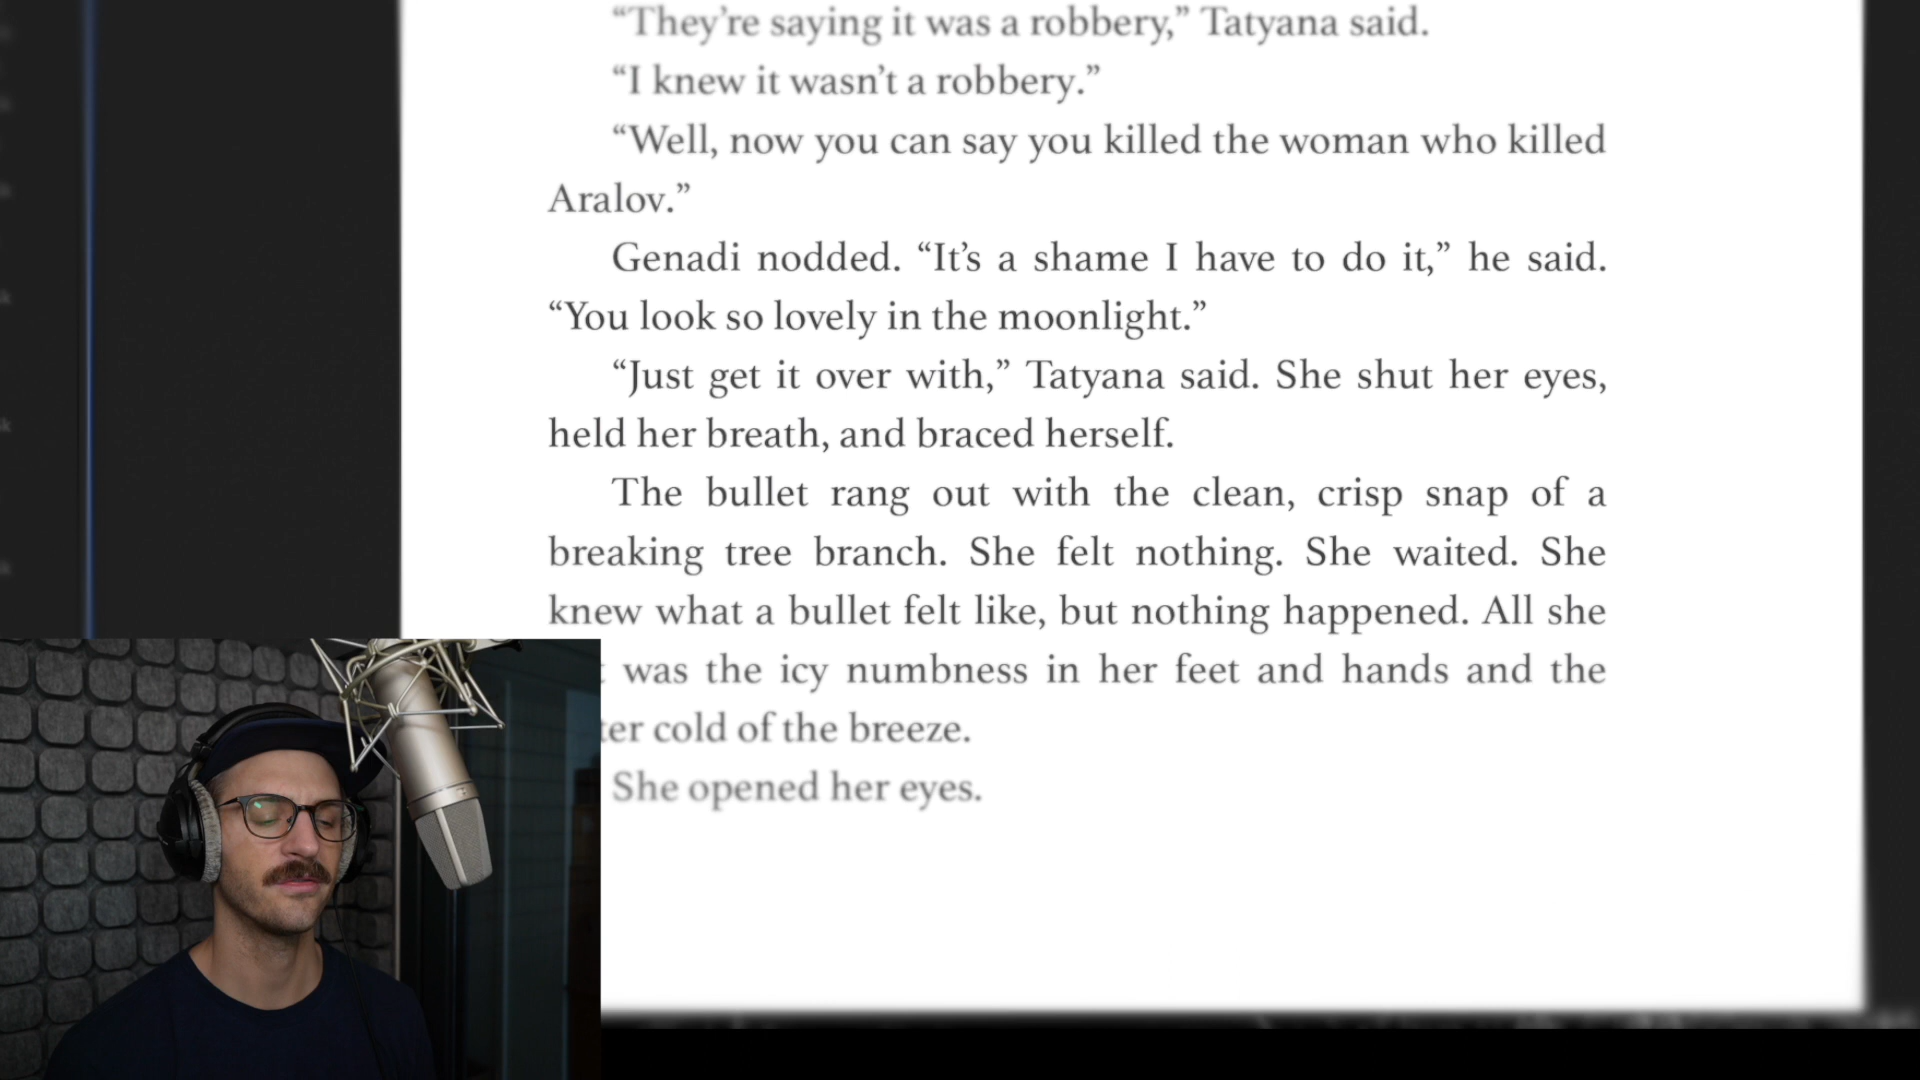 “They’re saying it was a robbery,” Tatyana said.
“I knew it wasn’t a robbery.”
“Well, now you can say you killed the woman who killed
Aralov.”
Genadi nodded. “It’s a shame I have to do it,” he said.
“You look so lovely in the moonlight.”
“Just get it over with,” Tatyana said. She shut her eyes,
held her breath, and braced herself.
The bullet rang out with the clean, crisp snap of a
breaking tree branch. She felt nothing. She waited. She
knew what a bullet felt like, but nothing happened. All she
was the icy numbness in her feet and hands and the
cold of the breeze.
She opened her eyes.